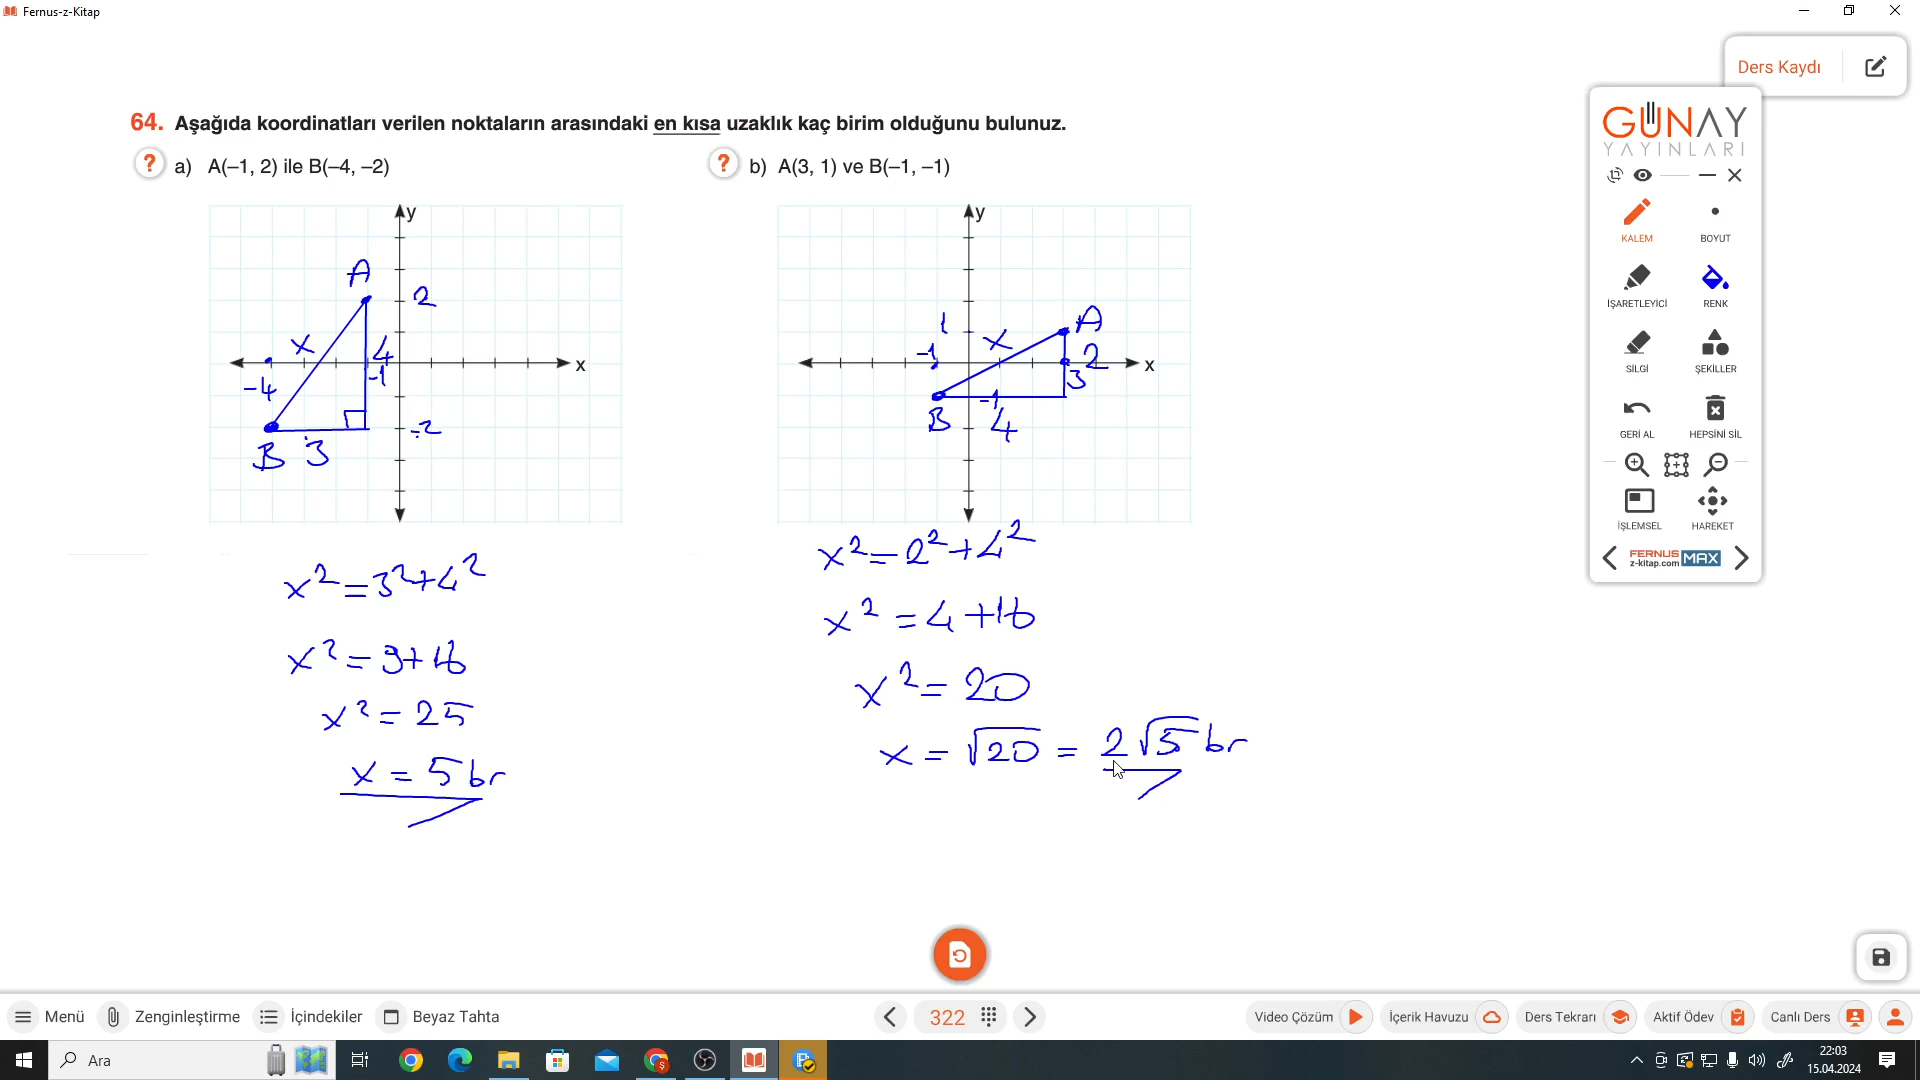 Fernus-z-Kitap
Ders Kaydı
64. Aşağıda koordinatları verilen noktaların arasındaki en kısa uzaklık kaç birim olduğunu bulunuz.
? a) A(–1, 2) ile B(–4, –2)
? b) A(3, 1) ve B(–1, –1)
y
A
2
x
4
-1
x
-4
-2
B
3
y
1
A
x
-1
2
x
3
-1
B
4
x² = 3² + 4²
x² = 9 + 16
x² = 25
x = 5 br
x² = 2² + 4²
x² = 4 + 16
x² = 20
x = √20 = 2√5 br
GÜNAY
YAYINLARI
KALEM
BOYUT
İŞARETLEYİCİ
RENK
SİLGİ
ŞEKİLLER
GERİ AL
HEPSİNİ SİL
İŞLEMSEL
HAREKET
FERNUS
z-kitap.com MAX
Menü
Zenginleştirme
İçindekiler
Beyaz Tahta
322
Video Çözüm
İçerik Havuzu
Ders Tekrarı
Aktif Ödev
Canlı Ders
Ara
22:03
15.04.2024